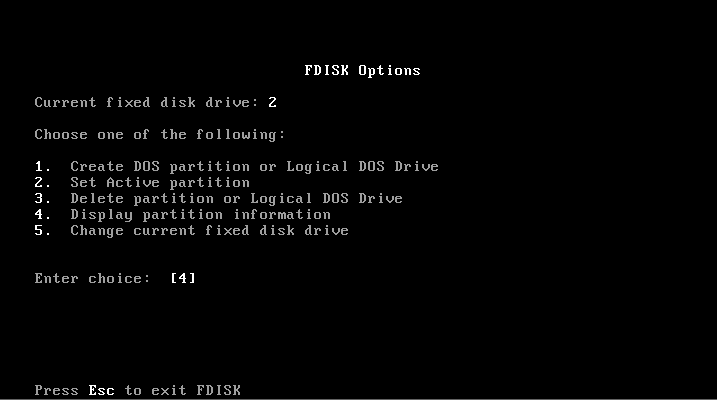 FDISK Options
Current fixed disk drive: 2
Choose one of the following:
1. Create DOS partition or Logical DOS Drive
2. Set Active partition
3. Delete partition or Logical DOS Drive
4. Display partition information
5. Change current fixed disk drive
Enter choice: [4]
Press Esc to exit FDISK